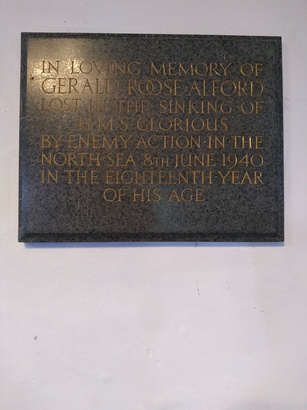 IN LOVING MEMORY OF
GERALD ROOSE ALFORD
LOST IN THE SINKING OF
H.M.S. GLORIOUS
BY ENEMY ACTION IN THE
NORTH SEA 8TH JUNE 1940
IN THE EIGHTEENTH YEAR
OF HIS AGE